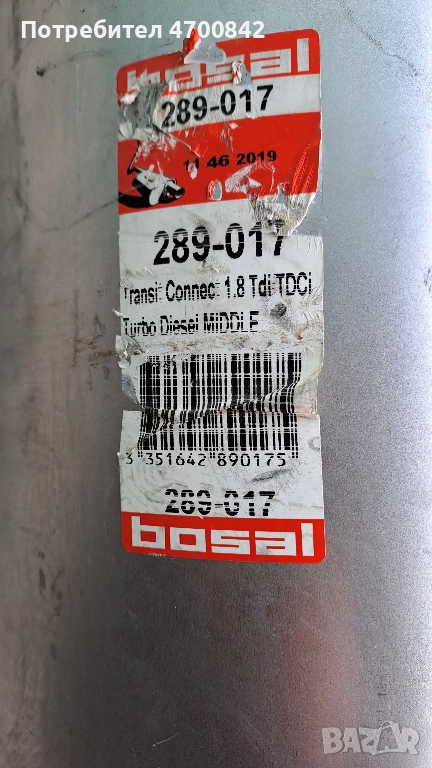 Потребител 4700842
bosal
289-017
11 46 2019
289-017
Transit Connect 1.8 Tdi TDCi
Turbo Diesel MIDDLE
3 351642 890175
289-017
bosal
BAZAR